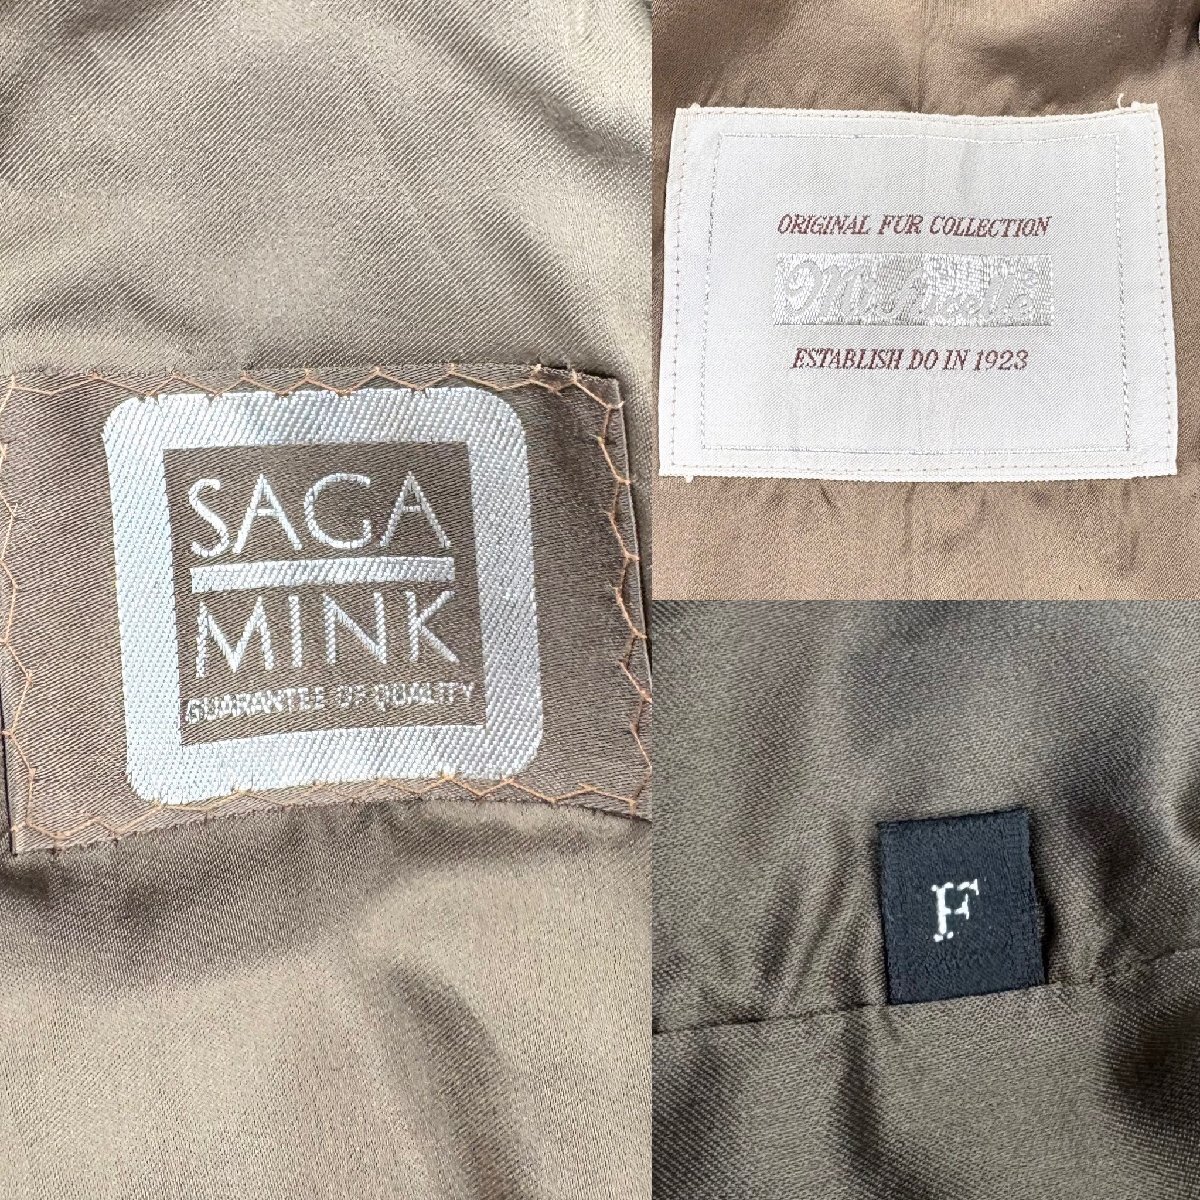 SAGA
MINK
GUARANTEE OF QUALITY
ORIGINAL FUR COLLECTION
ESTABLISH DO IN 1923
F